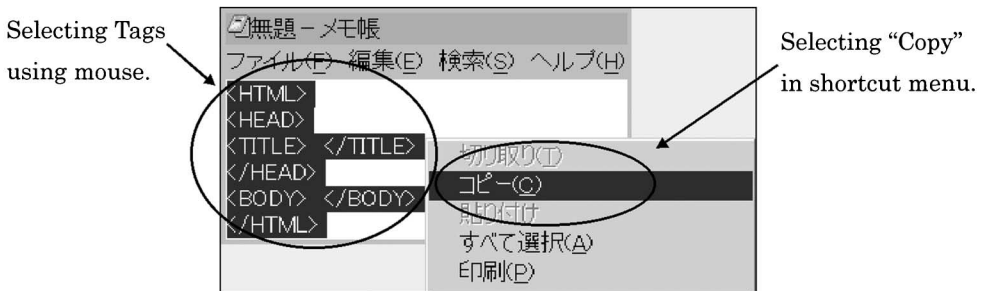 Selecting Tags
using mouse.
無題 − メモ帳
ファイル(F) 編集(E) 検索(S) ヘルプ(H)
<HTML>
<HEAD>
<TITLE> </TITLE>
</HEAD>
<BODY> </BODY>
</HTML>
切り取り(T)
コピー(C)
貼り付け
すべて選択(A)
印刷(P)
Selecting “Copy”
in shortcut menu.